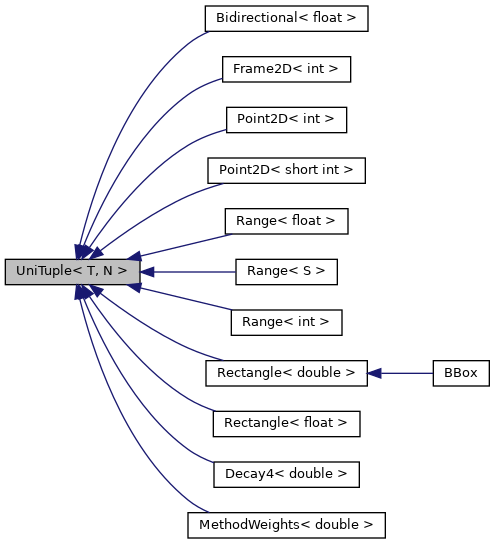 Bidirectional< float >
Frame2D< int >
Point2D< int >
Point2D< short int >
Range< float >
UniTuple< T, N >
Range< S >
Range< int >
Rectangle< double >
BBox
Rectangle< float >
Decay4< double >
MethodWeights< double >